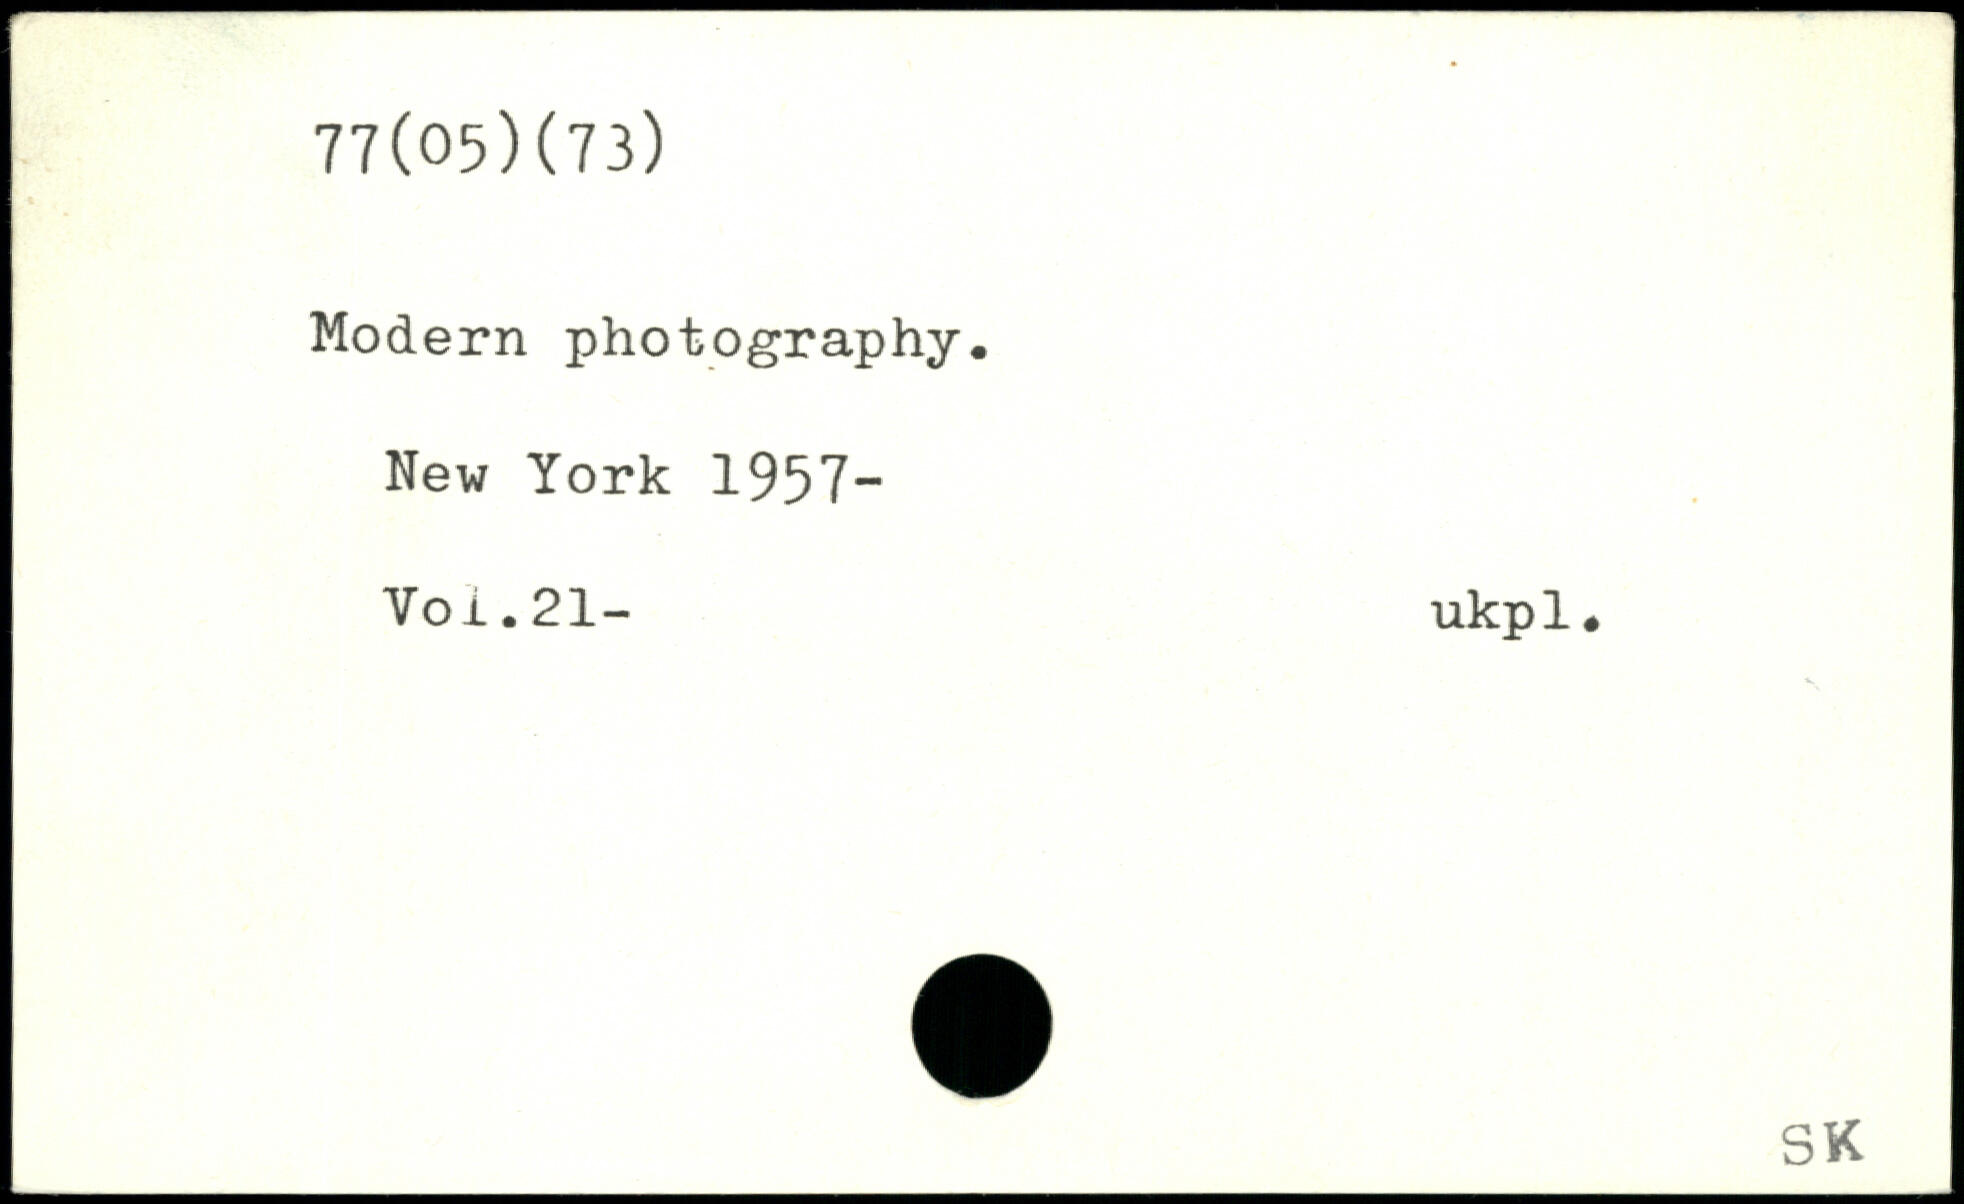 77(05)(73)
Modern photography.
New York 1957-
Vol.21- ukpl.
SK